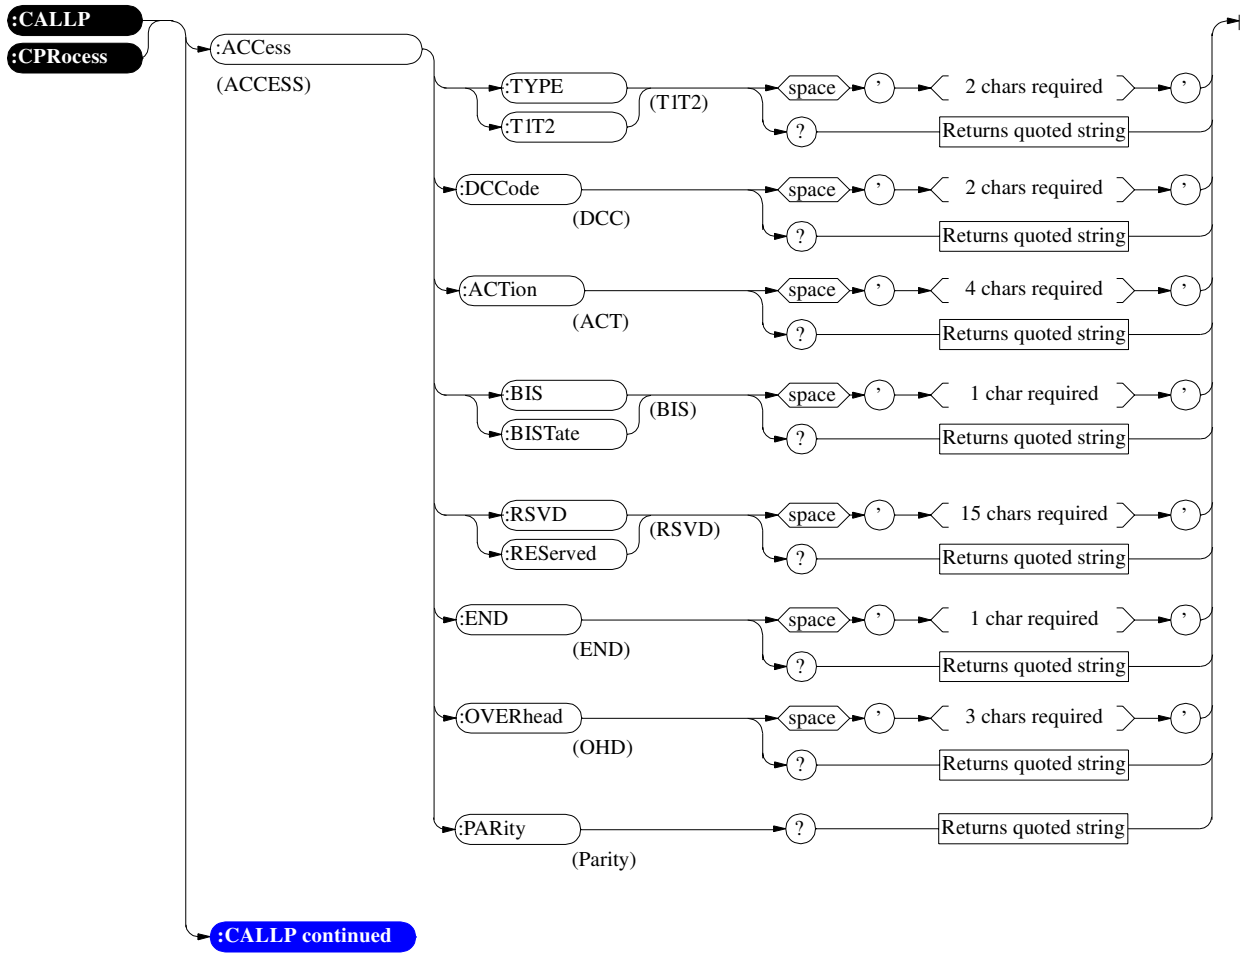 :CALLP
:CPRocess
:ACCess
(ACCESS)
:TYPE
:T1T2
(T1T2)
space ’ 2 chars required ’
? Returns quoted string
:DCCode
(DCC)
space ’ 2 chars required ’
? Returns quoted string
:ACTion
(ACT)
space ’ 4 chars required ’
? Returns quoted string
:BIS
:BISTate
(BIS)
space ’ 1 char required ’
? Returns quoted string
:RSVD
:REServed
(RSVD)
space ’ 15 chars required ’
? Returns quoted string
:END
(END)
space ’ 1 char required ’
? Returns quoted string
:OVERhead
(OHD)
space ’ 3 chars required ’
? Returns quoted string
:PARity
(Parity)
? Returns quoted string
:CALLP continued